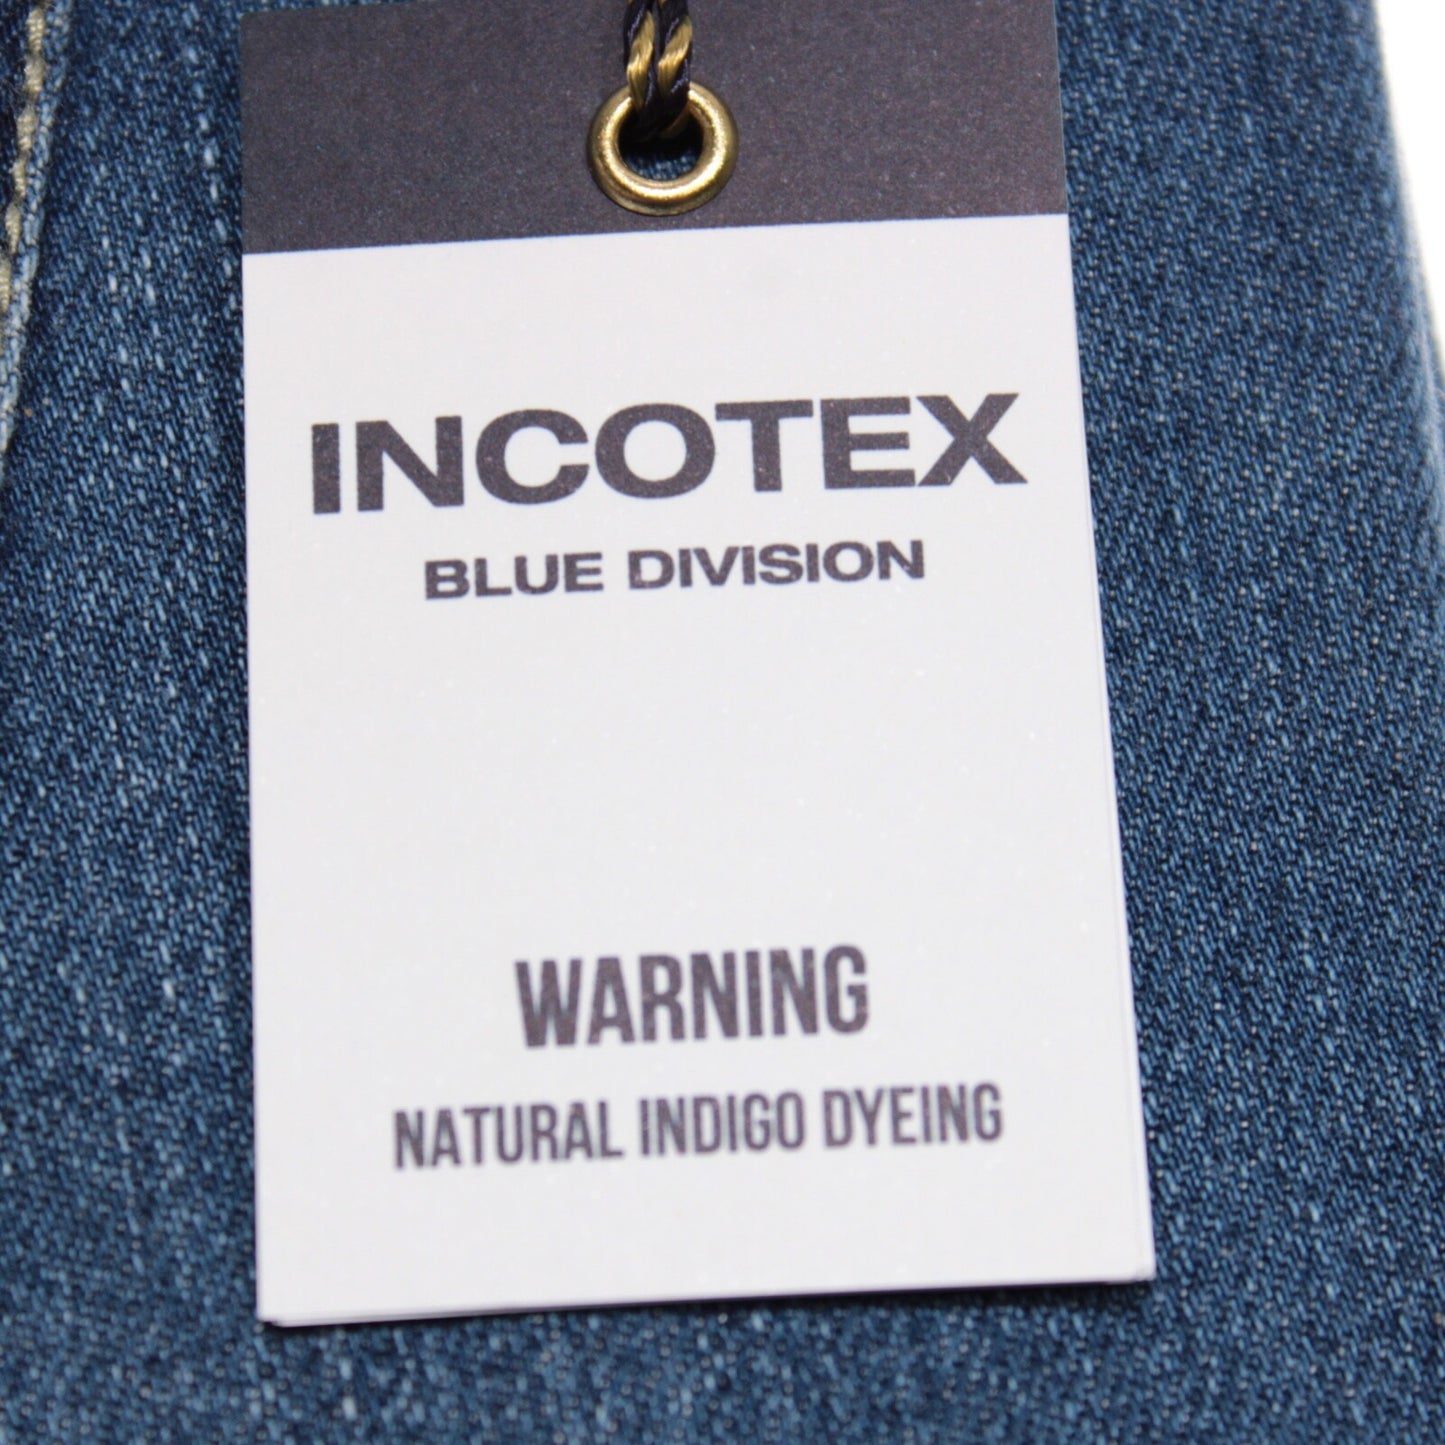 INCOTEX
BLUE DIVISION
WARNING
NATURAL INDIGO DYEING